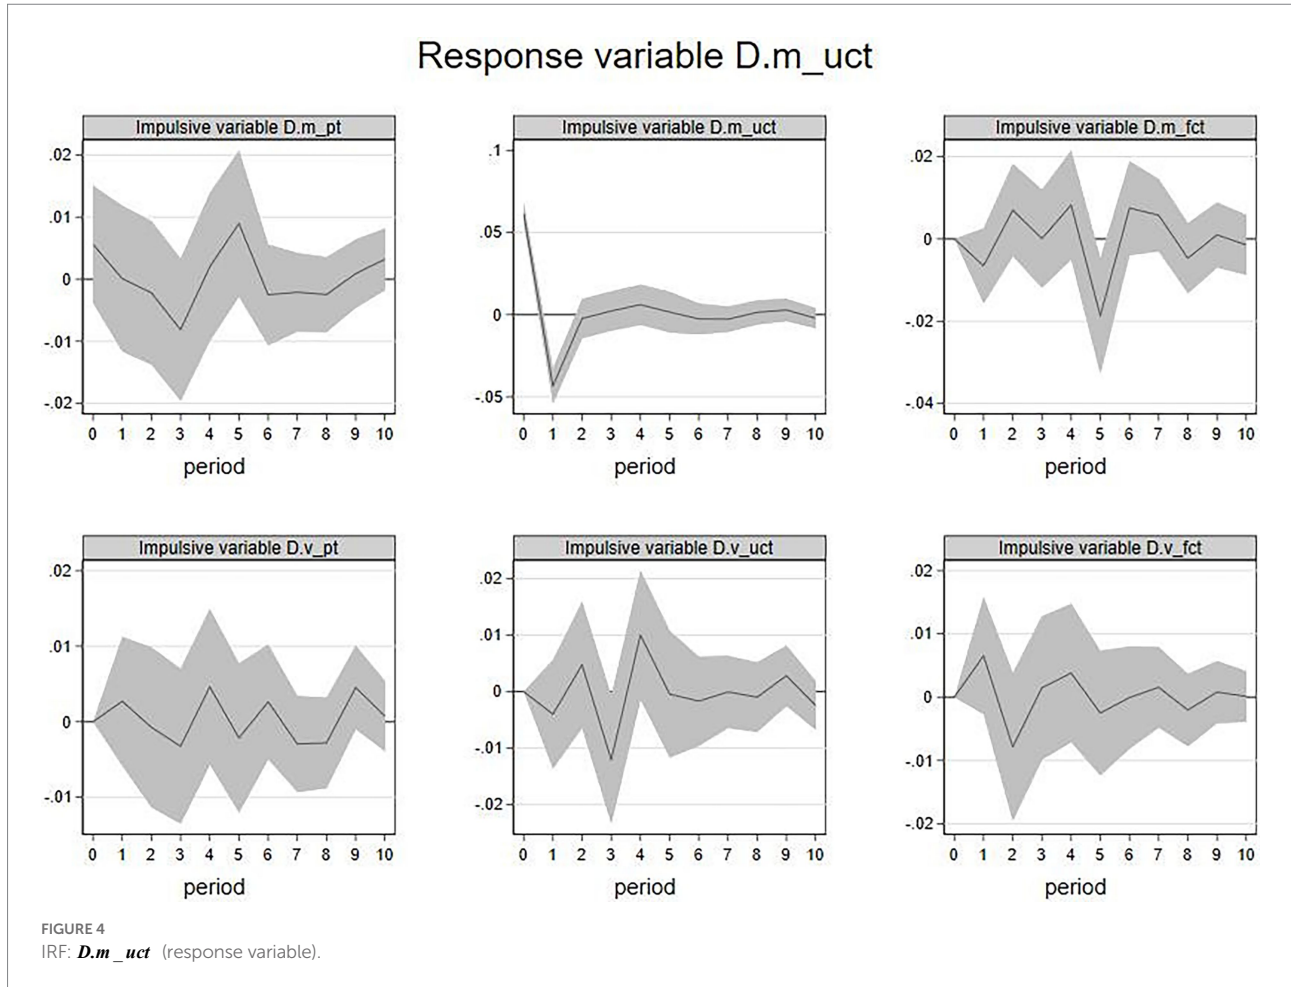 Response variable D.m_uct
Impulsive variable D.m_pt
.02
.01
0
-.01
-.02
0 1 2 3 4 5 6 7 8 9 10
period
Impulsive variable D.m_uct
.1
.05
0
-.05
0 1 2 3 4 5 6 7 8 9 10
period
Impulsive variable D.m_fct
.02
0
-.02
-.04
0 1 2 3 4 5 6 7 8 9 10
period
Impulsive variable D.v_pt
.02
.01
0
-.01
0 1 2 3 4 5 6 7 8 9 10
period
Impulsive variable D.v_uct
.02
.01
0
-.01
-.02
0 1 2 3 4 5 6 7 8 9 10
period
Impulsive variable D.v_fct
.02
.01
0
-.01
-.02
0 1 2 3 4 5 6 7 8 9 10
period
FIGURE 4
IRF: D.m_uct (response variable).